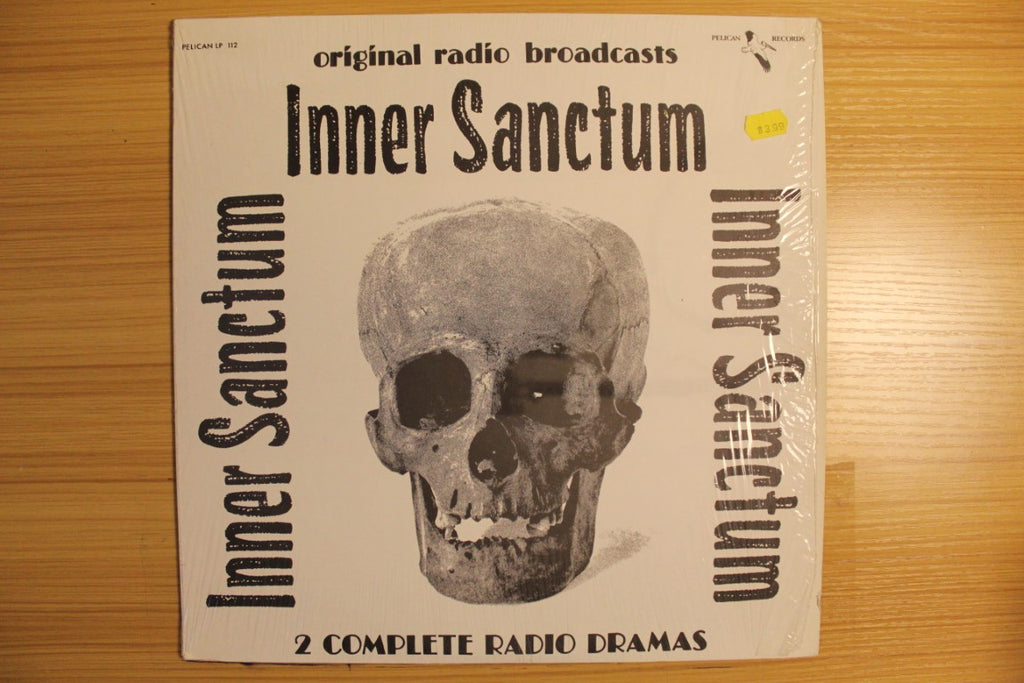 PELICAN LP 112
PELICAN RECORDS
original radio broadcasts
Inner Sanctum
$3.99
Inner Sanctum
Inner Sanctum
2 COMPLETE RADIO DRAMAS